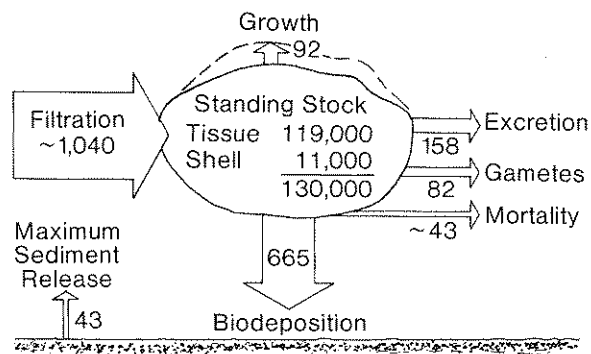 Growth
92
Filtration
~1,040
Standing Stock
Tissue 119,000
Shell 11,000
130,000
Excretion
158
Gametes
82
Mortality
~43
Maximum
Sediment
Release
43
665
Biodeposition